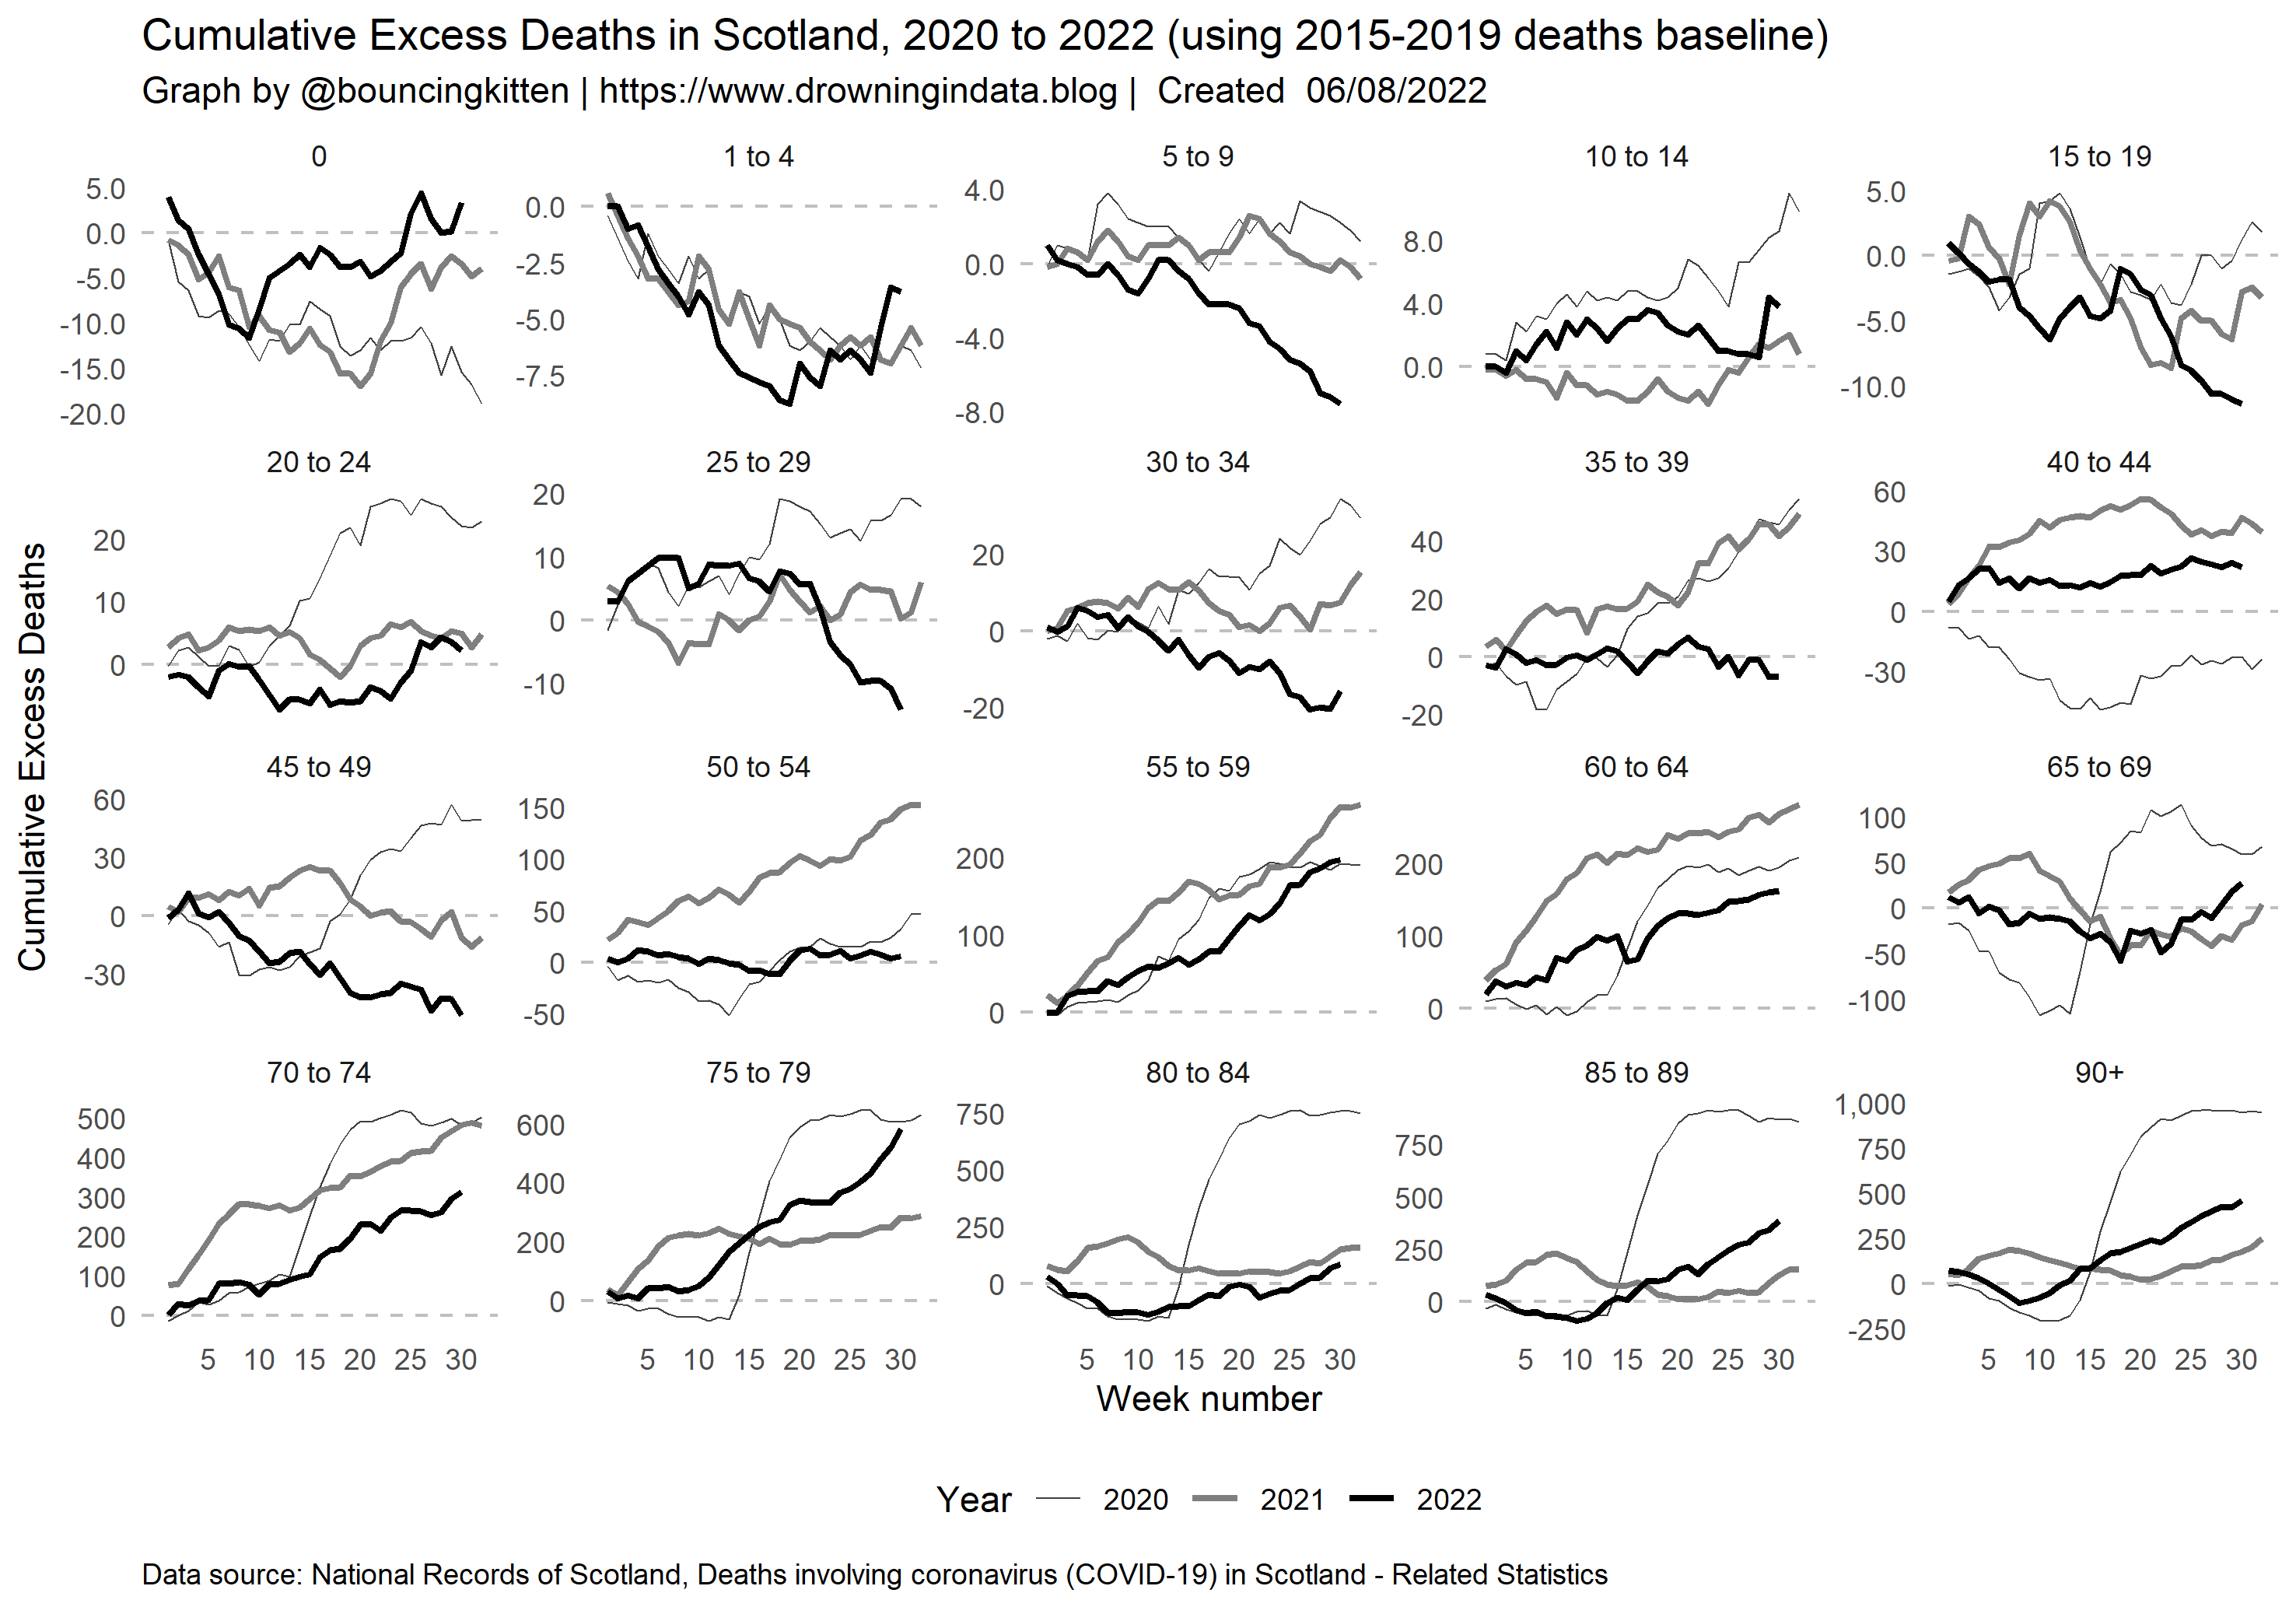 Cumulative Excess Deaths in Scotland, 2020 to 2022 (using 2015-2019 deaths baseline)
Graph by @bouncingkitten | https://www.drowningindata.blog |  Created  06/08/2022
Cumulative Excess Deaths
0
5.0
0.0
-5.0
-10.0
-15.0
-20.0
1 to 4
0.0
-2.5
-5.0
-7.5
5 to 9
4.0
0.0
-4.0
-8.0
10 to 14
8.0
4.0
0.0
15 to 19
5.0
0.0
-5.0
-10.0
20 to 24
20
10
0
25 to 29
20
10
0
-10
30 to 34
20
0
-20
35 to 39
40
20
0
-20
40 to 44
60
30
0
-30
45 to 49
60
30
0
-30
50 to 54
150
100
50
0
-50
55 to 59
200
100
0
60 to 64
200
100
0
65 to 69
100
50
0
-50
-100
70 to 74
500
400
300
200
100
0
75 to 79
600
400
200
0
80 to 84
750
500
250
0
85 to 89
750
500
250
0
90+
1,000
750
500
250
0
-250
5 10 15 20 25 30
5 10 15 20 25 30
5 10 15 20 25 30
5 10 15 20 25 30
5 10 15 20 25 30
Week number
Year 2020 2021 2022
Data source: National Records of Scotland, Deaths involving coronavirus (COVID-19) in Scotland - Related Statistics